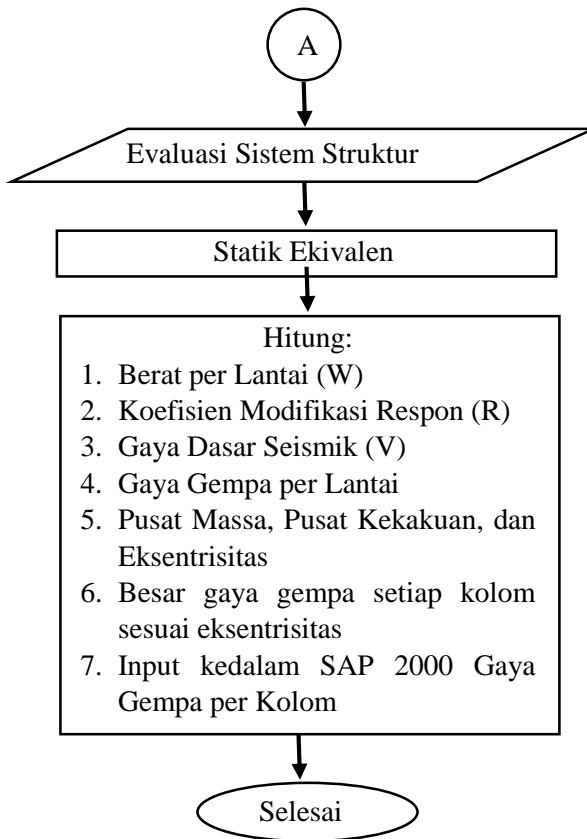 A
Evaluasi Sistem Struktur
Statik Ekivalen
Hitung:
1. Berat per Lantai (W)
2. Koefisien Modifikasi Respon (R)
3. Gaya Dasar Seismik (V)
4. Gaya Gempa per Lantai
5. Pusat Massa, Pusat Kekakuan, dan
Eksentrisitas
6. Besar gaya gempa setiap kolom
sesuai eksentrisitas
7. Input kedalam SAP 2000 Gaya
Gempa per Kolom
Selesai